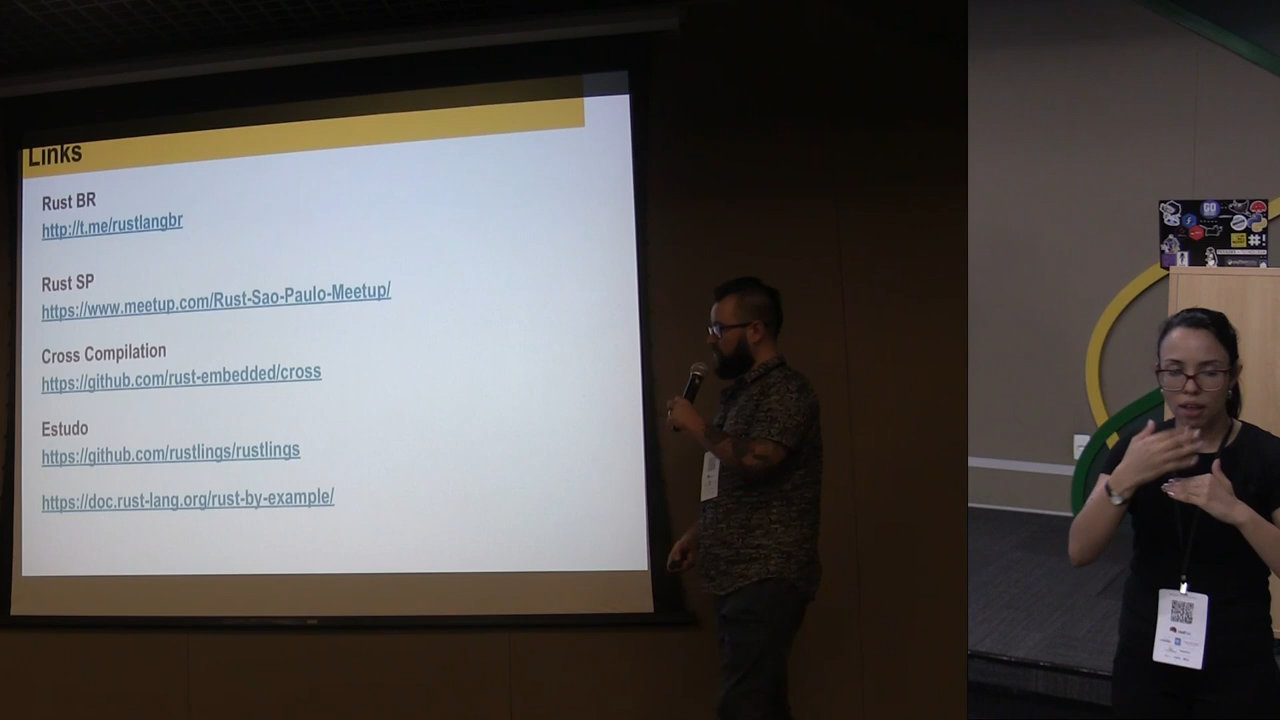 Links
Rust BR
http://t.me/rustlangbr
Rust SP
https://www.meetup.com/Rust-Sao-Paulo-Meetup/
Cross Compilation
https://github.com/rust-embedded/cross
Estudo
https://github.com/rustlings/rustlings
https://doc.rust-lang.org/rust-by-example/
GO
#!